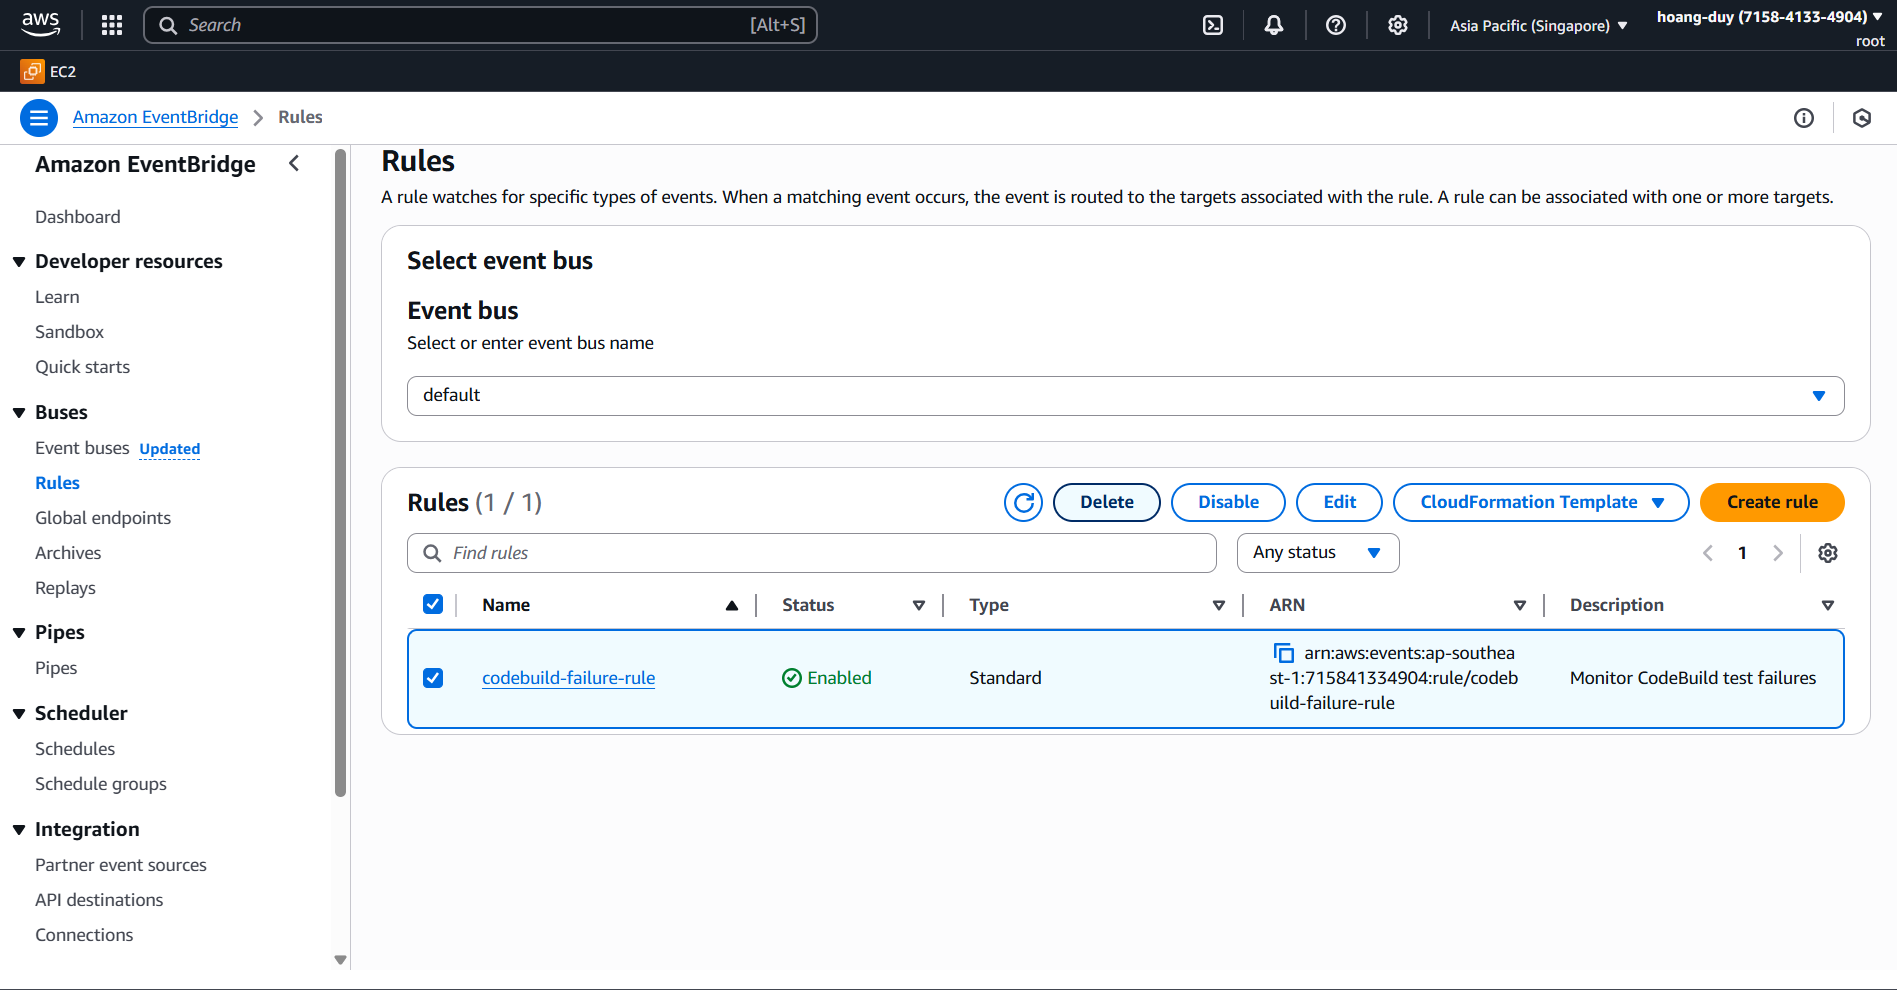 aws
Search
[Alt+S]
Asia Pacific (Singapore)
hoang-duy (7158-4133-4904)
root
EC2
Amazon EventBridge
Rules
Amazon EventBridge
Dashboard
Developer resources
Learn
Sandbox
Quick starts
Buses
Event buses Updated
Rules
Global endpoints
Archives
Replays
Pipes
Pipes
Scheduler
Schedules
Schedule groups
Integration
Partner event sources
API destinations
Connections
Rules
A rule watches for specific types of events. When a matching event occurs, the event is routed to the targets associated with the rule. A rule can be associated with one or more targets.
Select event bus
Event bus
Select or enter event bus name
default
Rules (1 / 1)
Delete
Disable
Edit
CloudFormation Template
Create rule
Find rules
Any status
1
Name
Status
Type
ARN
Description
codebuild-failure-rule
Enabled
Standard
arn:aws:events:ap-southea
st-1:715841334904:rule/codeb
uild-failure-rule
Monitor CodeBuild test failures